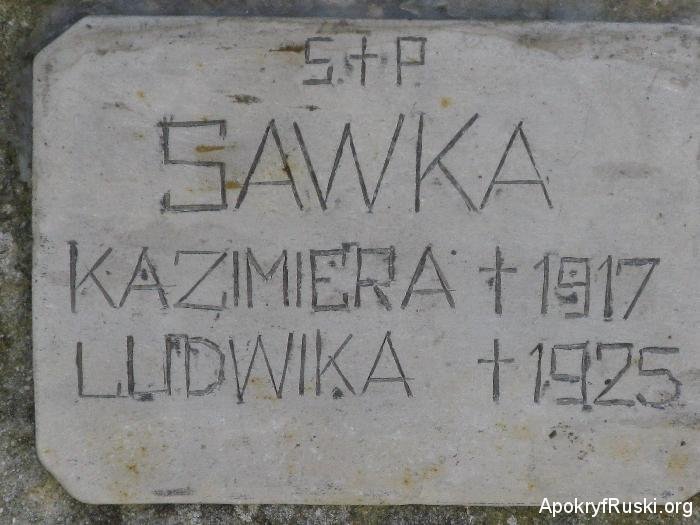 S.†P.
SAWKA
KAZIMIERA † 1917
LUDWIKA † 1925
ApokryfRuski.org